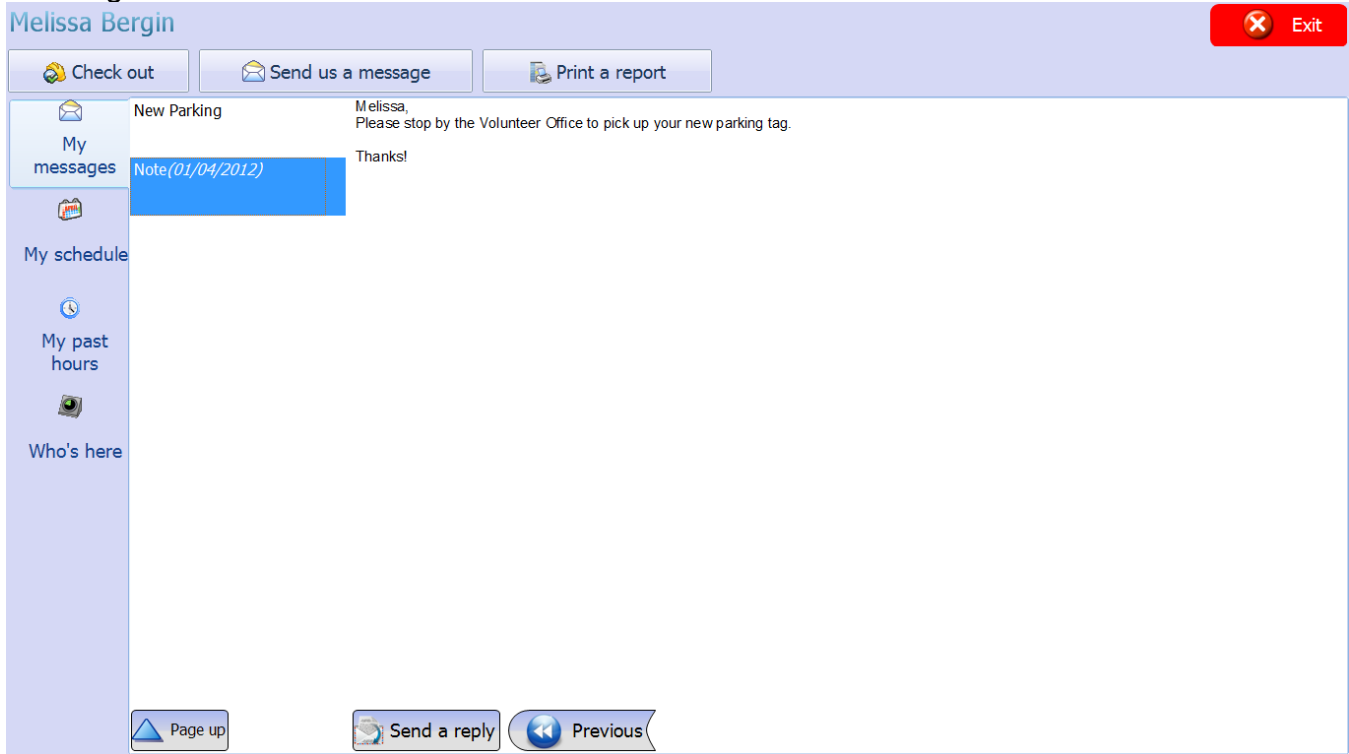 Melissa Bergin
Exit
Check out
Send us a message
Print a report
My
messages
My schedule
My past
hours
Who's here
New Parking
Note(01/04/2012)
Melissa,
Please stop by the Volunteer Office to pick up your new parking tag.
Thanks!
Page up
Send a reply
Previous